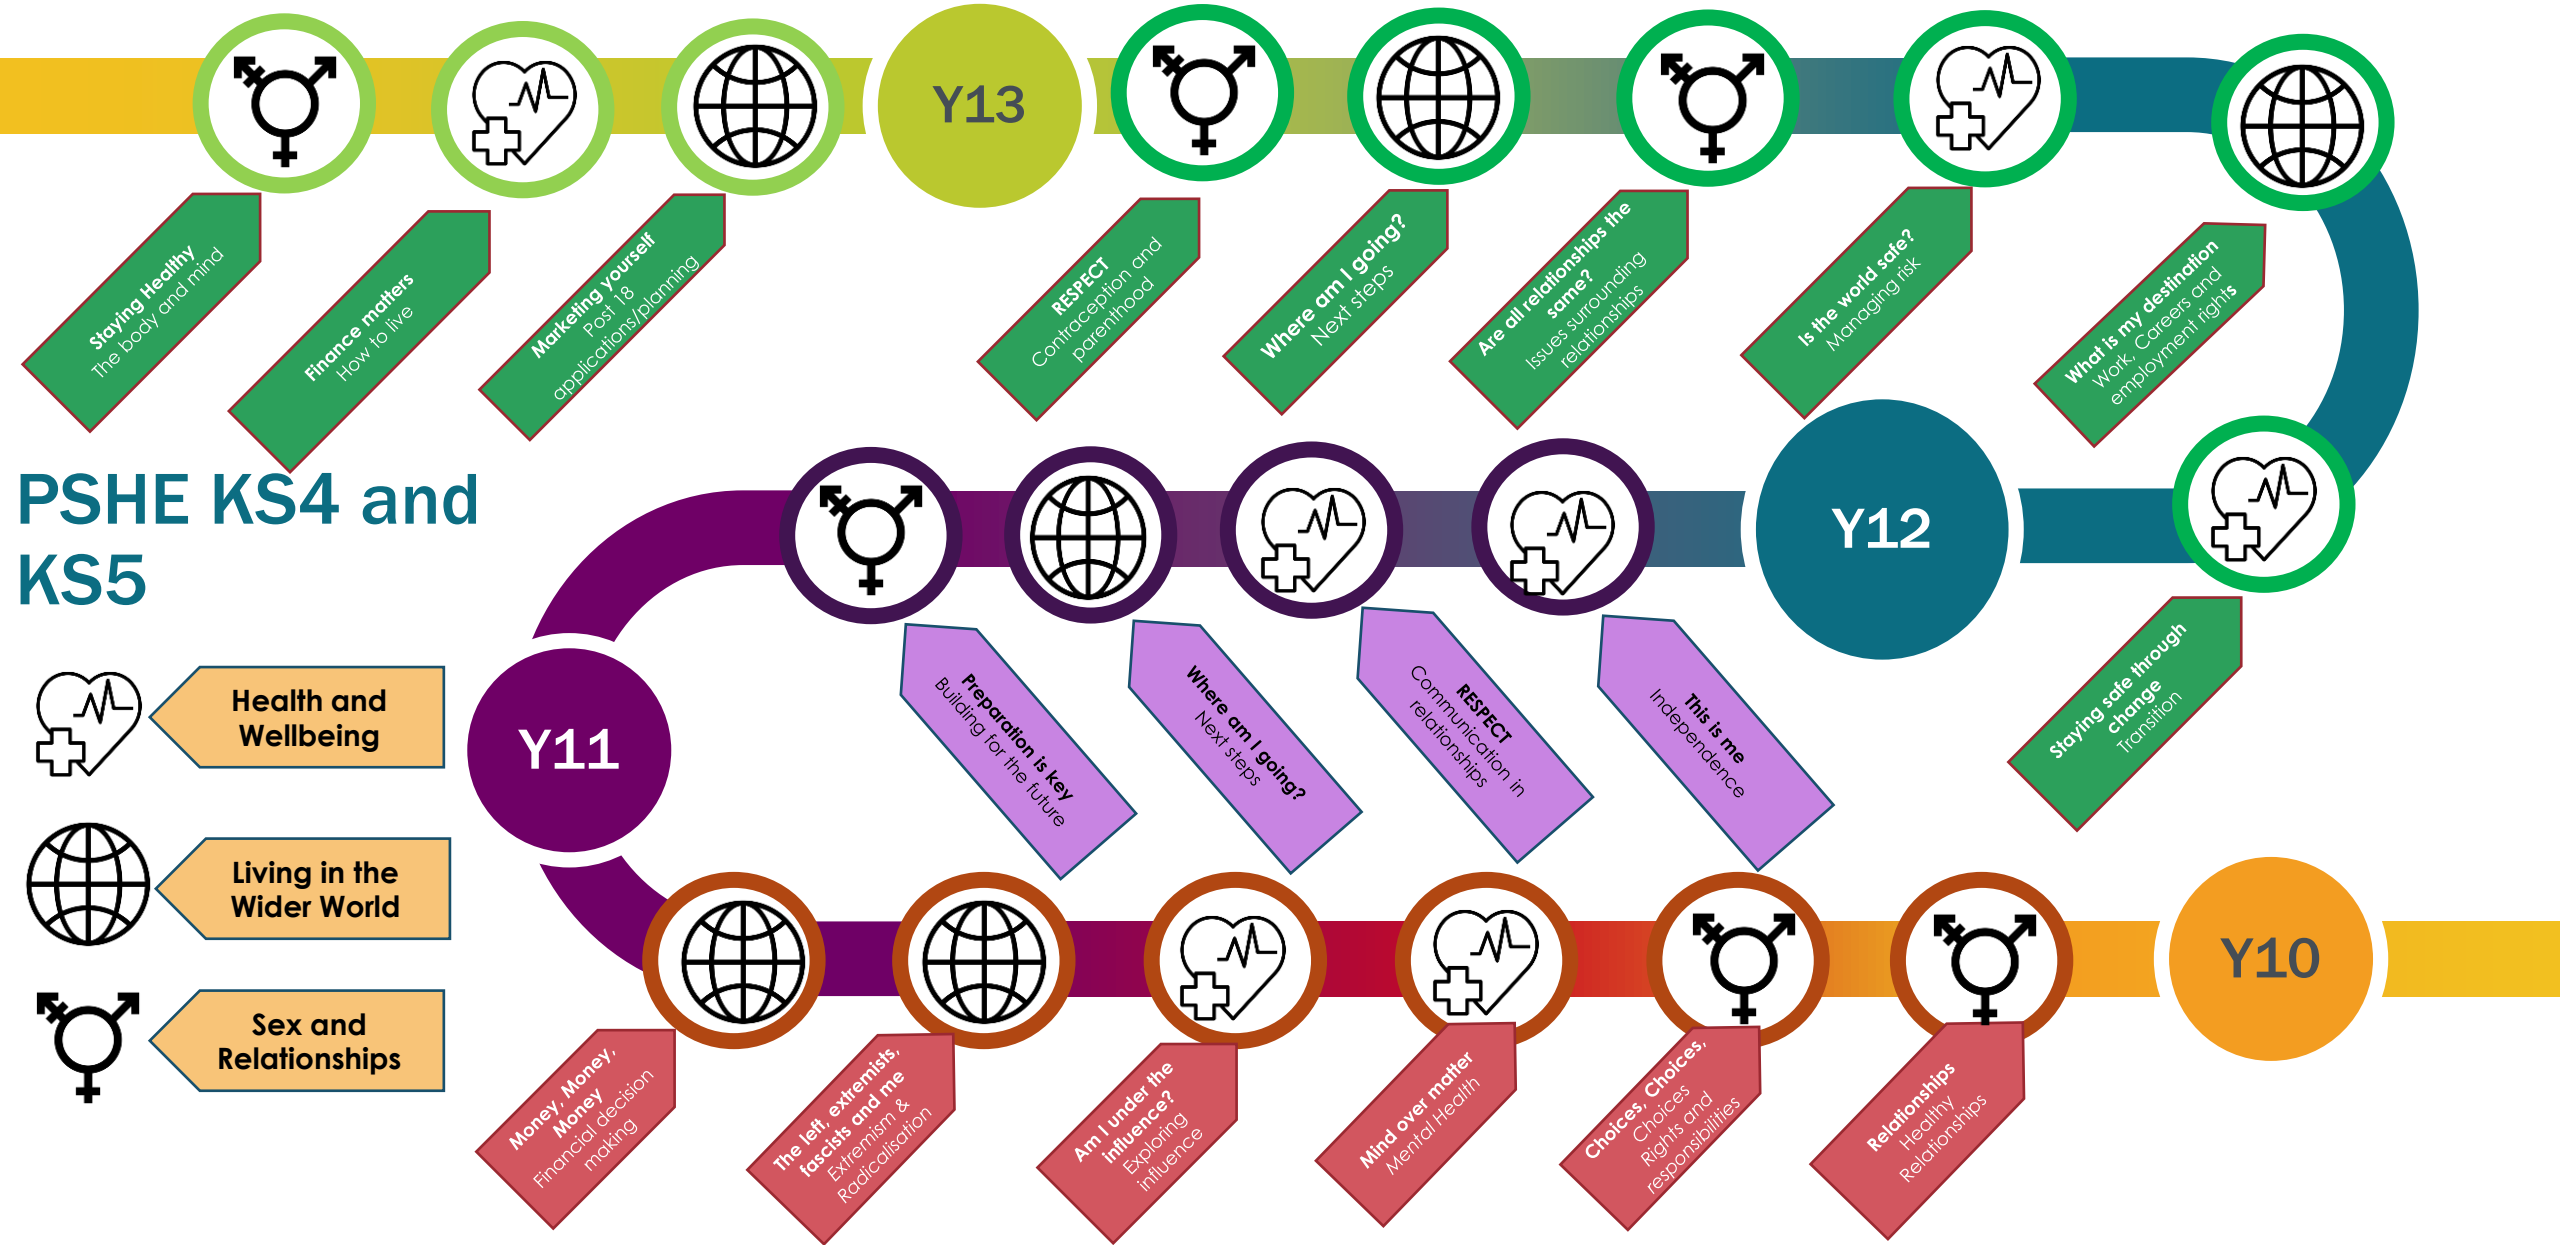 Y13
Staying Healthy
The body and mind
Finance matters
How to live
Marketing yourself
Post 18
applications/planning
RESPECT
Contraception and
parenthood
Where am I going?
Next steps
Are all relationships the
same?
Issues surrounding
relationships
Is the world safe?
Managing risk
What is my destination
Work, Careers and
employment rights
PSHE KS4 and
KS5
Y12
Staying safe through
change
Transition
Y11
Preparation is key
Building for the future
Where am I going?
Next steps
RESPECT
Communication in
relationships
This is me
Independence
Health and
Wellbeing
Living in the
Wider World
Sex and
Relationships
Y10
Money, Money,
Money
Financial decision
making
The left, extremists,
fascists and me
Extremism &
Radicalisation
Am I under the
influence?
Exploring
influence
Mind over matter
Mental Health
Choices, Choices,
Choices
Rights and
responsibilities
Relationships
Healthy
Relationships